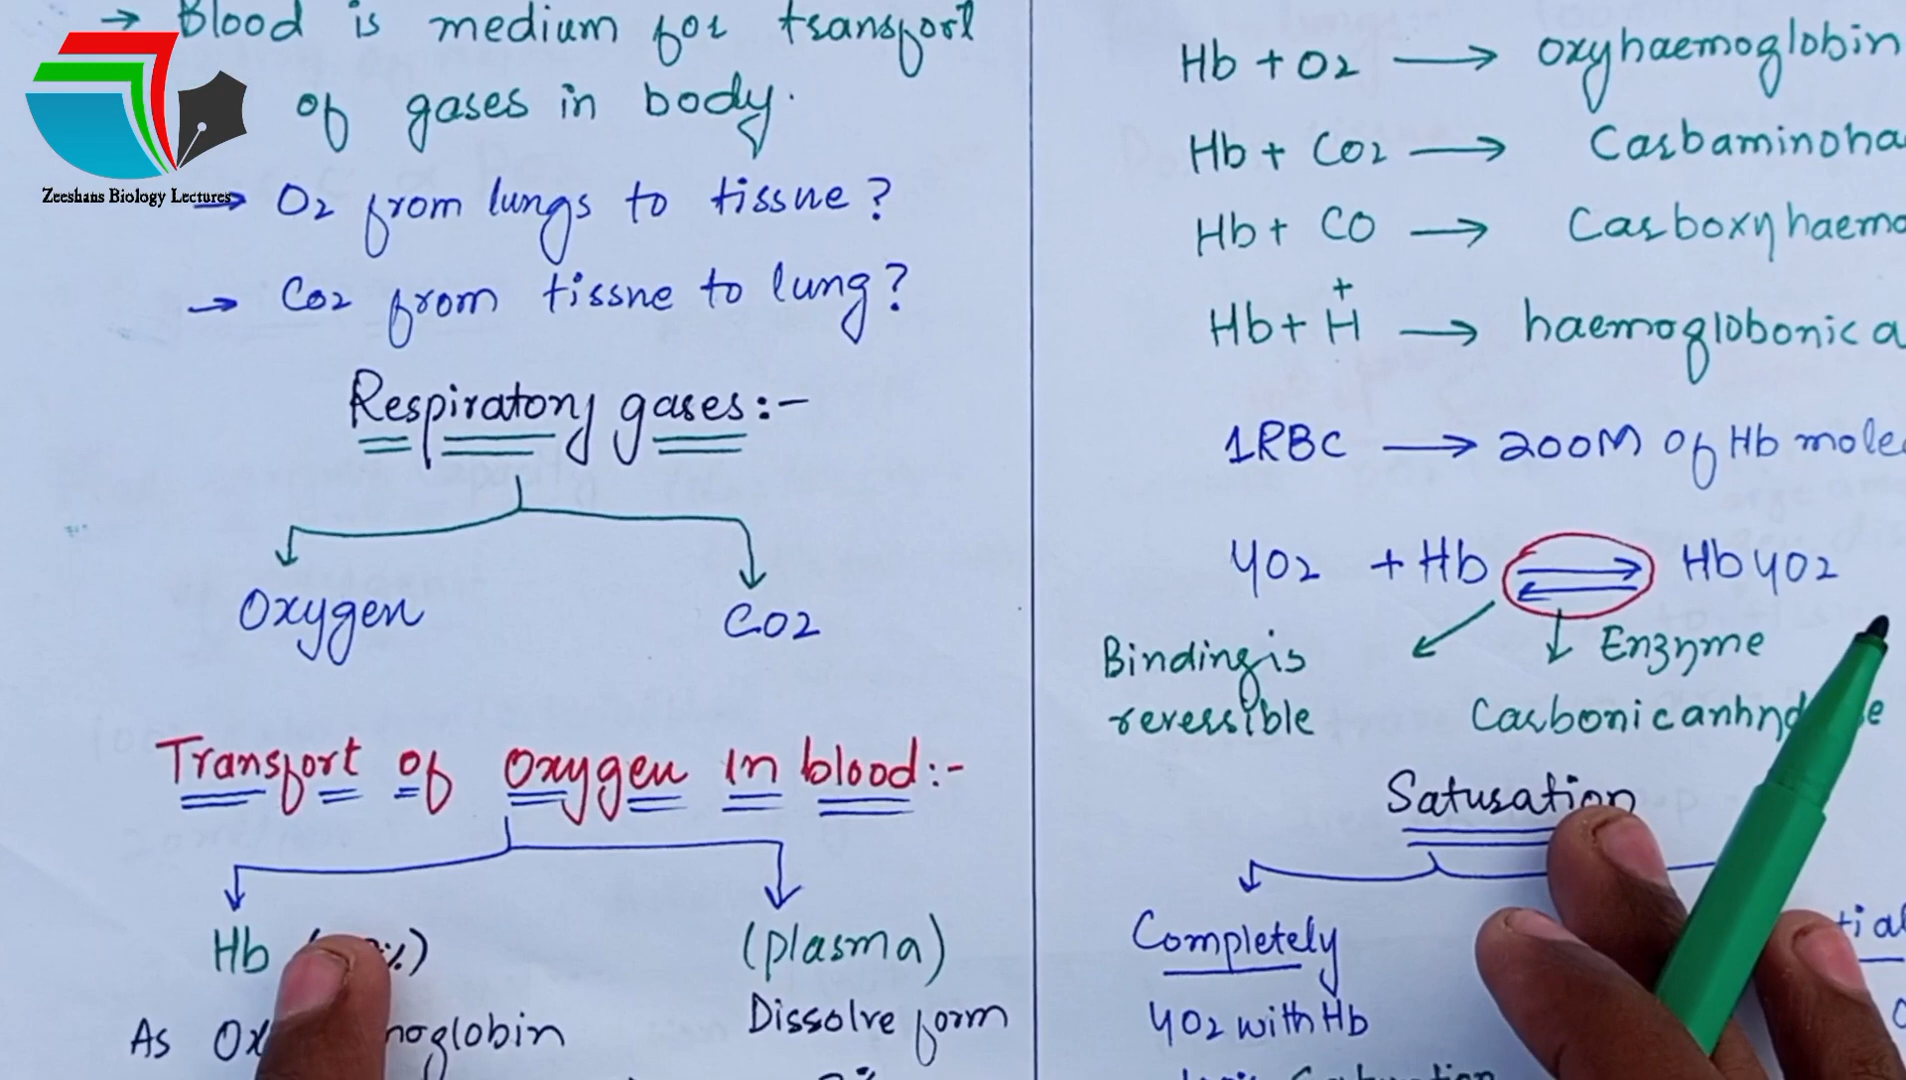 → Blood is medium for transport
of gases in body.
Zeeshans Biology Lectures
→ O2 from lungs to tissue?
→ CO2 from tissue to lung?
Respiratory gases:-
Oxygen CO2
Transport of oxygen in blood:-
Hb %) (plasma)
As Dissolve form
Hb + O2 → oxyhaemoglobin
Hb + CO2 → Carbaminoha
Hb + CO → Carboxyhaemo
Hb + H+ → haemoglobonic a
1RBC → 200M of Hb mole
4O2 + Hb ⇌ Hb4O2
Binding is Enzyme
reversible Carbonicanhyd e
Saturation
Completely tial
4O2 with Hb